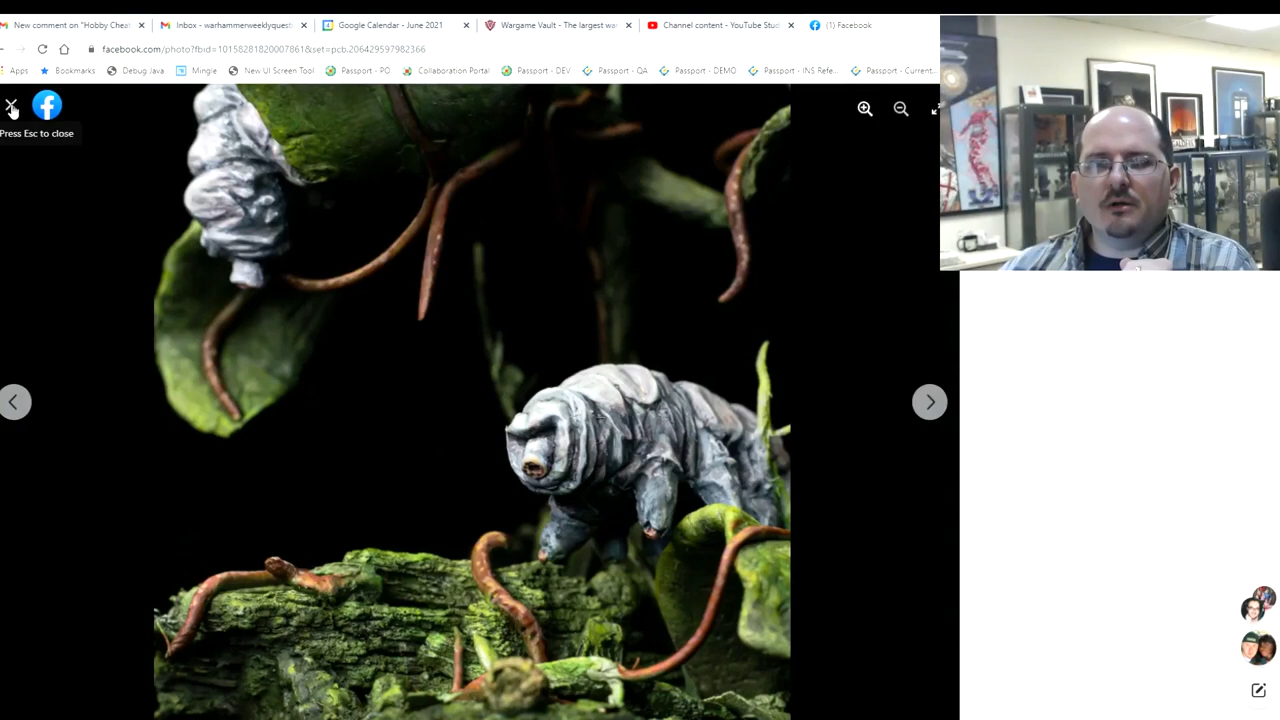 New comment on "Hobby Cheat
Inbox - warhammerweeklyquest
Google Calendar - June 2021
Wargame Vault - The largest wa
Channel content - YouTube Stud
(1) Facebook
facebook.com/photo?fbid=10158281820007861&set=pcb.206429597982366
Apps
Bookmarks
Debug Java
Mingle
New UI Screen Tool
Passport - PO
Collaboration Portal
Passport - DEV
Passport - QA
Passport - DEMO
Passport - INS Refe...
Passport - Current...
Press Esc to close